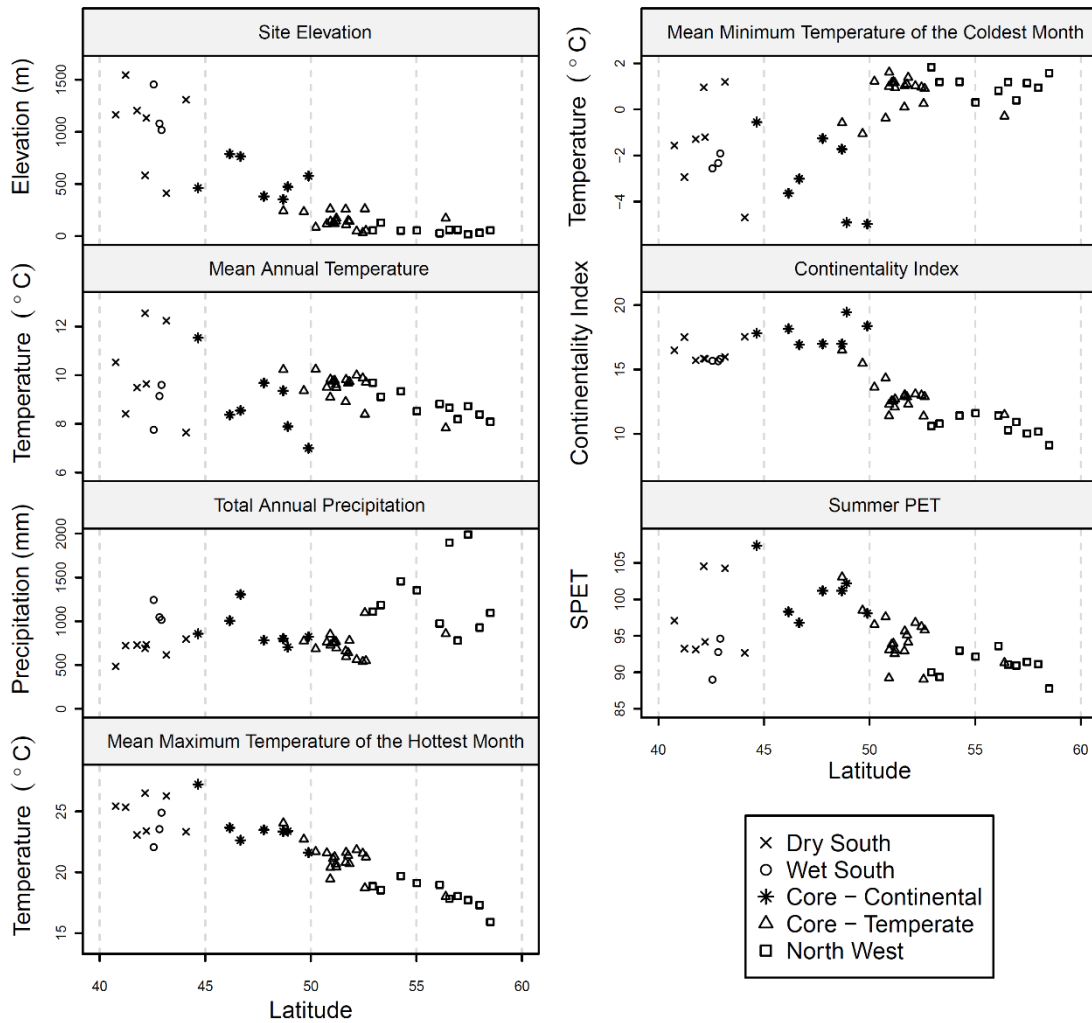 Site Elevation
Elevation (m)
0 500 1000 1500
Mean Annual Temperature
Temperature (°C)
6 8 10 12
Total Annual Precipitation
Precipitation (mm)
0 500 1000 1500 2000
Mean Maximum Temperature of the Hottest Month
Temperature (°C)
15 20 25
40 45 50 55 60
Latitude
Mean Minimum Temperature of the Coldest Month
Temperature (°C)
−4 −2 0 2
Continentality Index
Continentality Index
10 15 20
Summer PET
SPET
85 90 95 100 105
40 45 50 55 60
Latitude
Dry South
Wet South
Core − Continental
Core − Temperate
North West